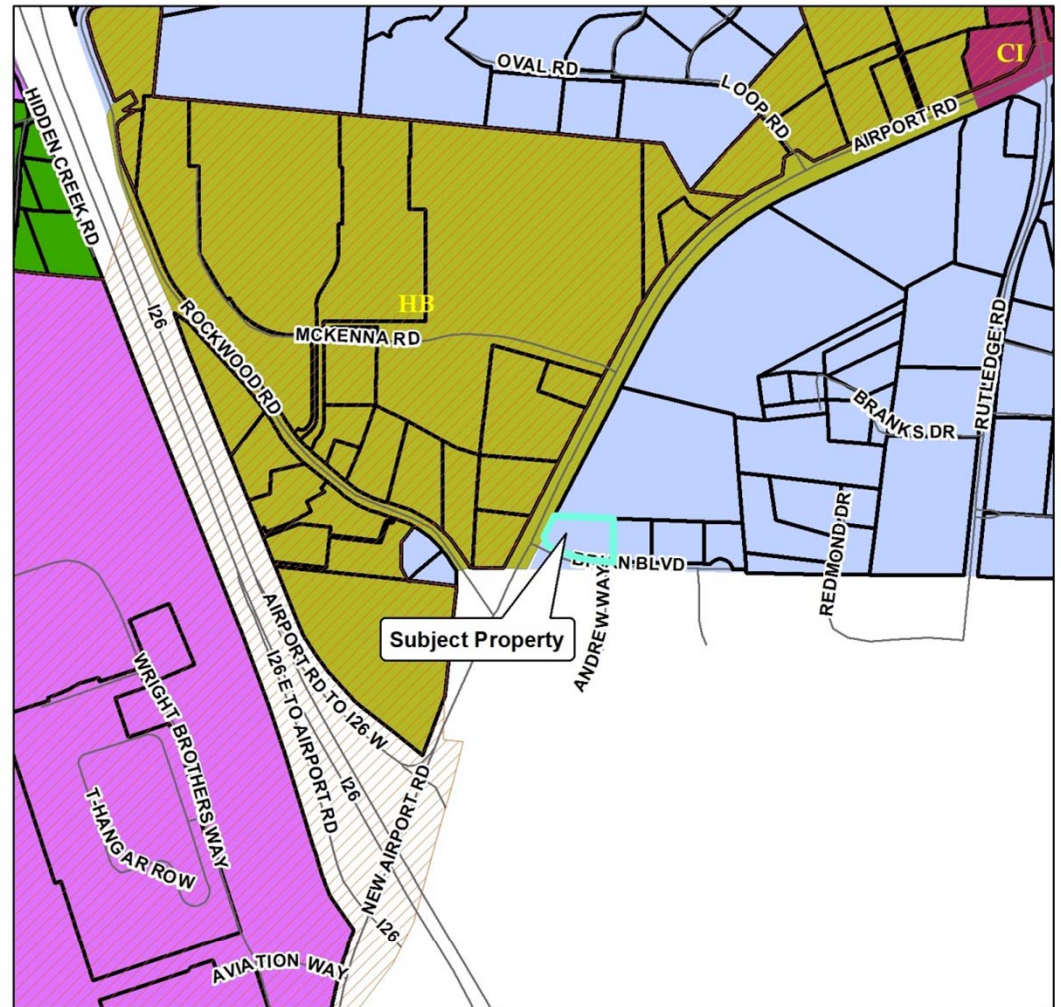 CI
OVAL RD
LOOP RD
AIRPORT RD
HIDDEN CREEK RD
I26
HB
MCKENNA RD
ROCKWOOD RD
RUTLEDGE RD
BRANKS DR
REDMOND DR
BRYAN BLVD
ANDREW WAY
Subject Property
AIRPORT RD TO I26 W
I26 E TO AIRPORT RD
I26
WRIGHT BROTHERS WAY
T-HANGAR ROW
NEW AIRPORT RD
I26
AVIATION WAY